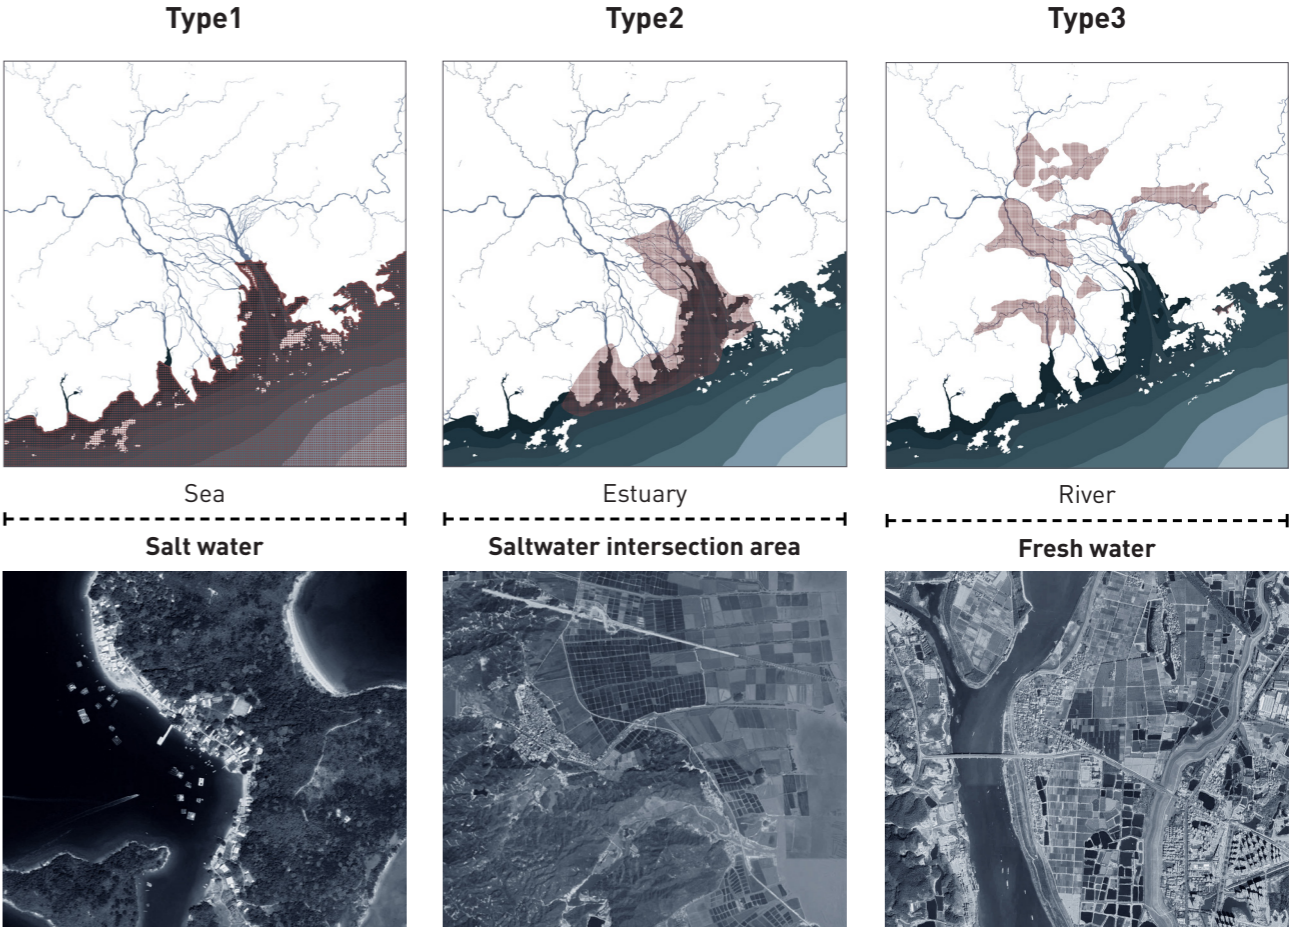 Type1
Type2
Type3
Sea
Estuary
River
Salt water
Saltwater intersection area
Fresh water